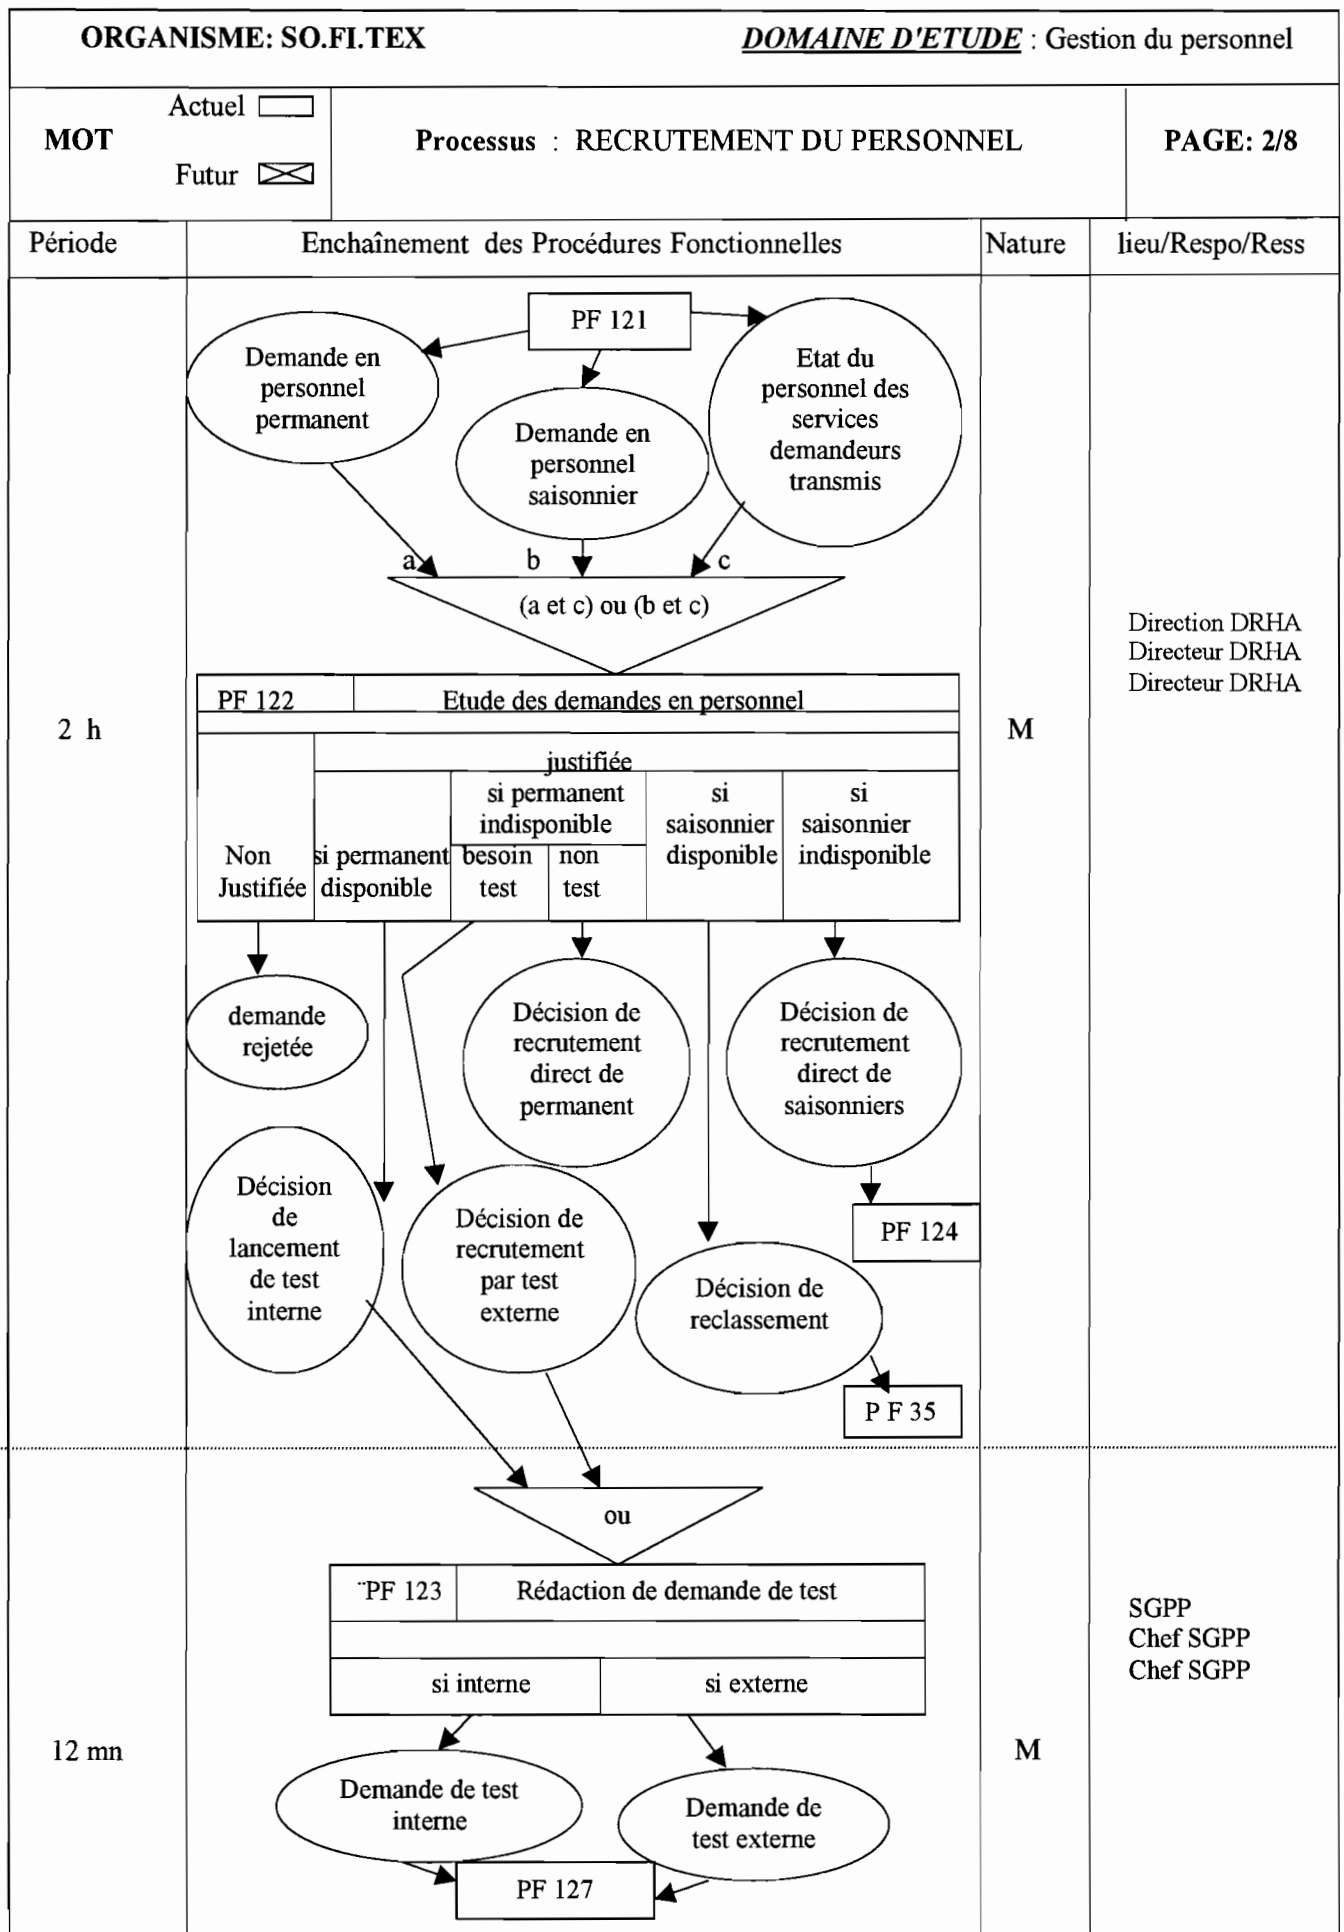 ORGANISME: SO.FI.TEX
DOMAINE D'ETUDE : Gestion du personnel
MOT
Actuel
Futur
Processus : RECRUTEMENT DU PERSONNEL
PAGE: 2/8
Période
Enchaînement des Procédures Fonctionnelles
Nature
lieu/Respo/Ress
PF 121
Demande en
personnel
permanent
Demande en
personnel
saisonnier
Etat du
personnel des
services
demandeurs
transmis
a
b
c
(a et c) ou (b et c)
Direction DRHA
Directeur DRHA
Directeur DRHA
PF 122
Etude des demandes en personnel
2 h
M
justifiée
Non
Justifiée
si permanent
disponible
si permanent
indisponible
besoin
test
non
test
si
saisonnier
disponible
si
saisonnier
indisponible
demande
rejetée
Décision de
recrutement
direct de
permanent
Décision de
recrutement
direct de
saisonniers
Décision
de
lancement
de test
interne
Décision de
recrutement
par test
externe
PF 124
Décision de
reclassement
P F 35
ou
¨PF 123
Rédaction de demande de test
SGPP
Chef SGPP
Chef SGPP
si interne
si externe
12 mn
M
Demande de test
interne
Demande de
test externe
PF 127